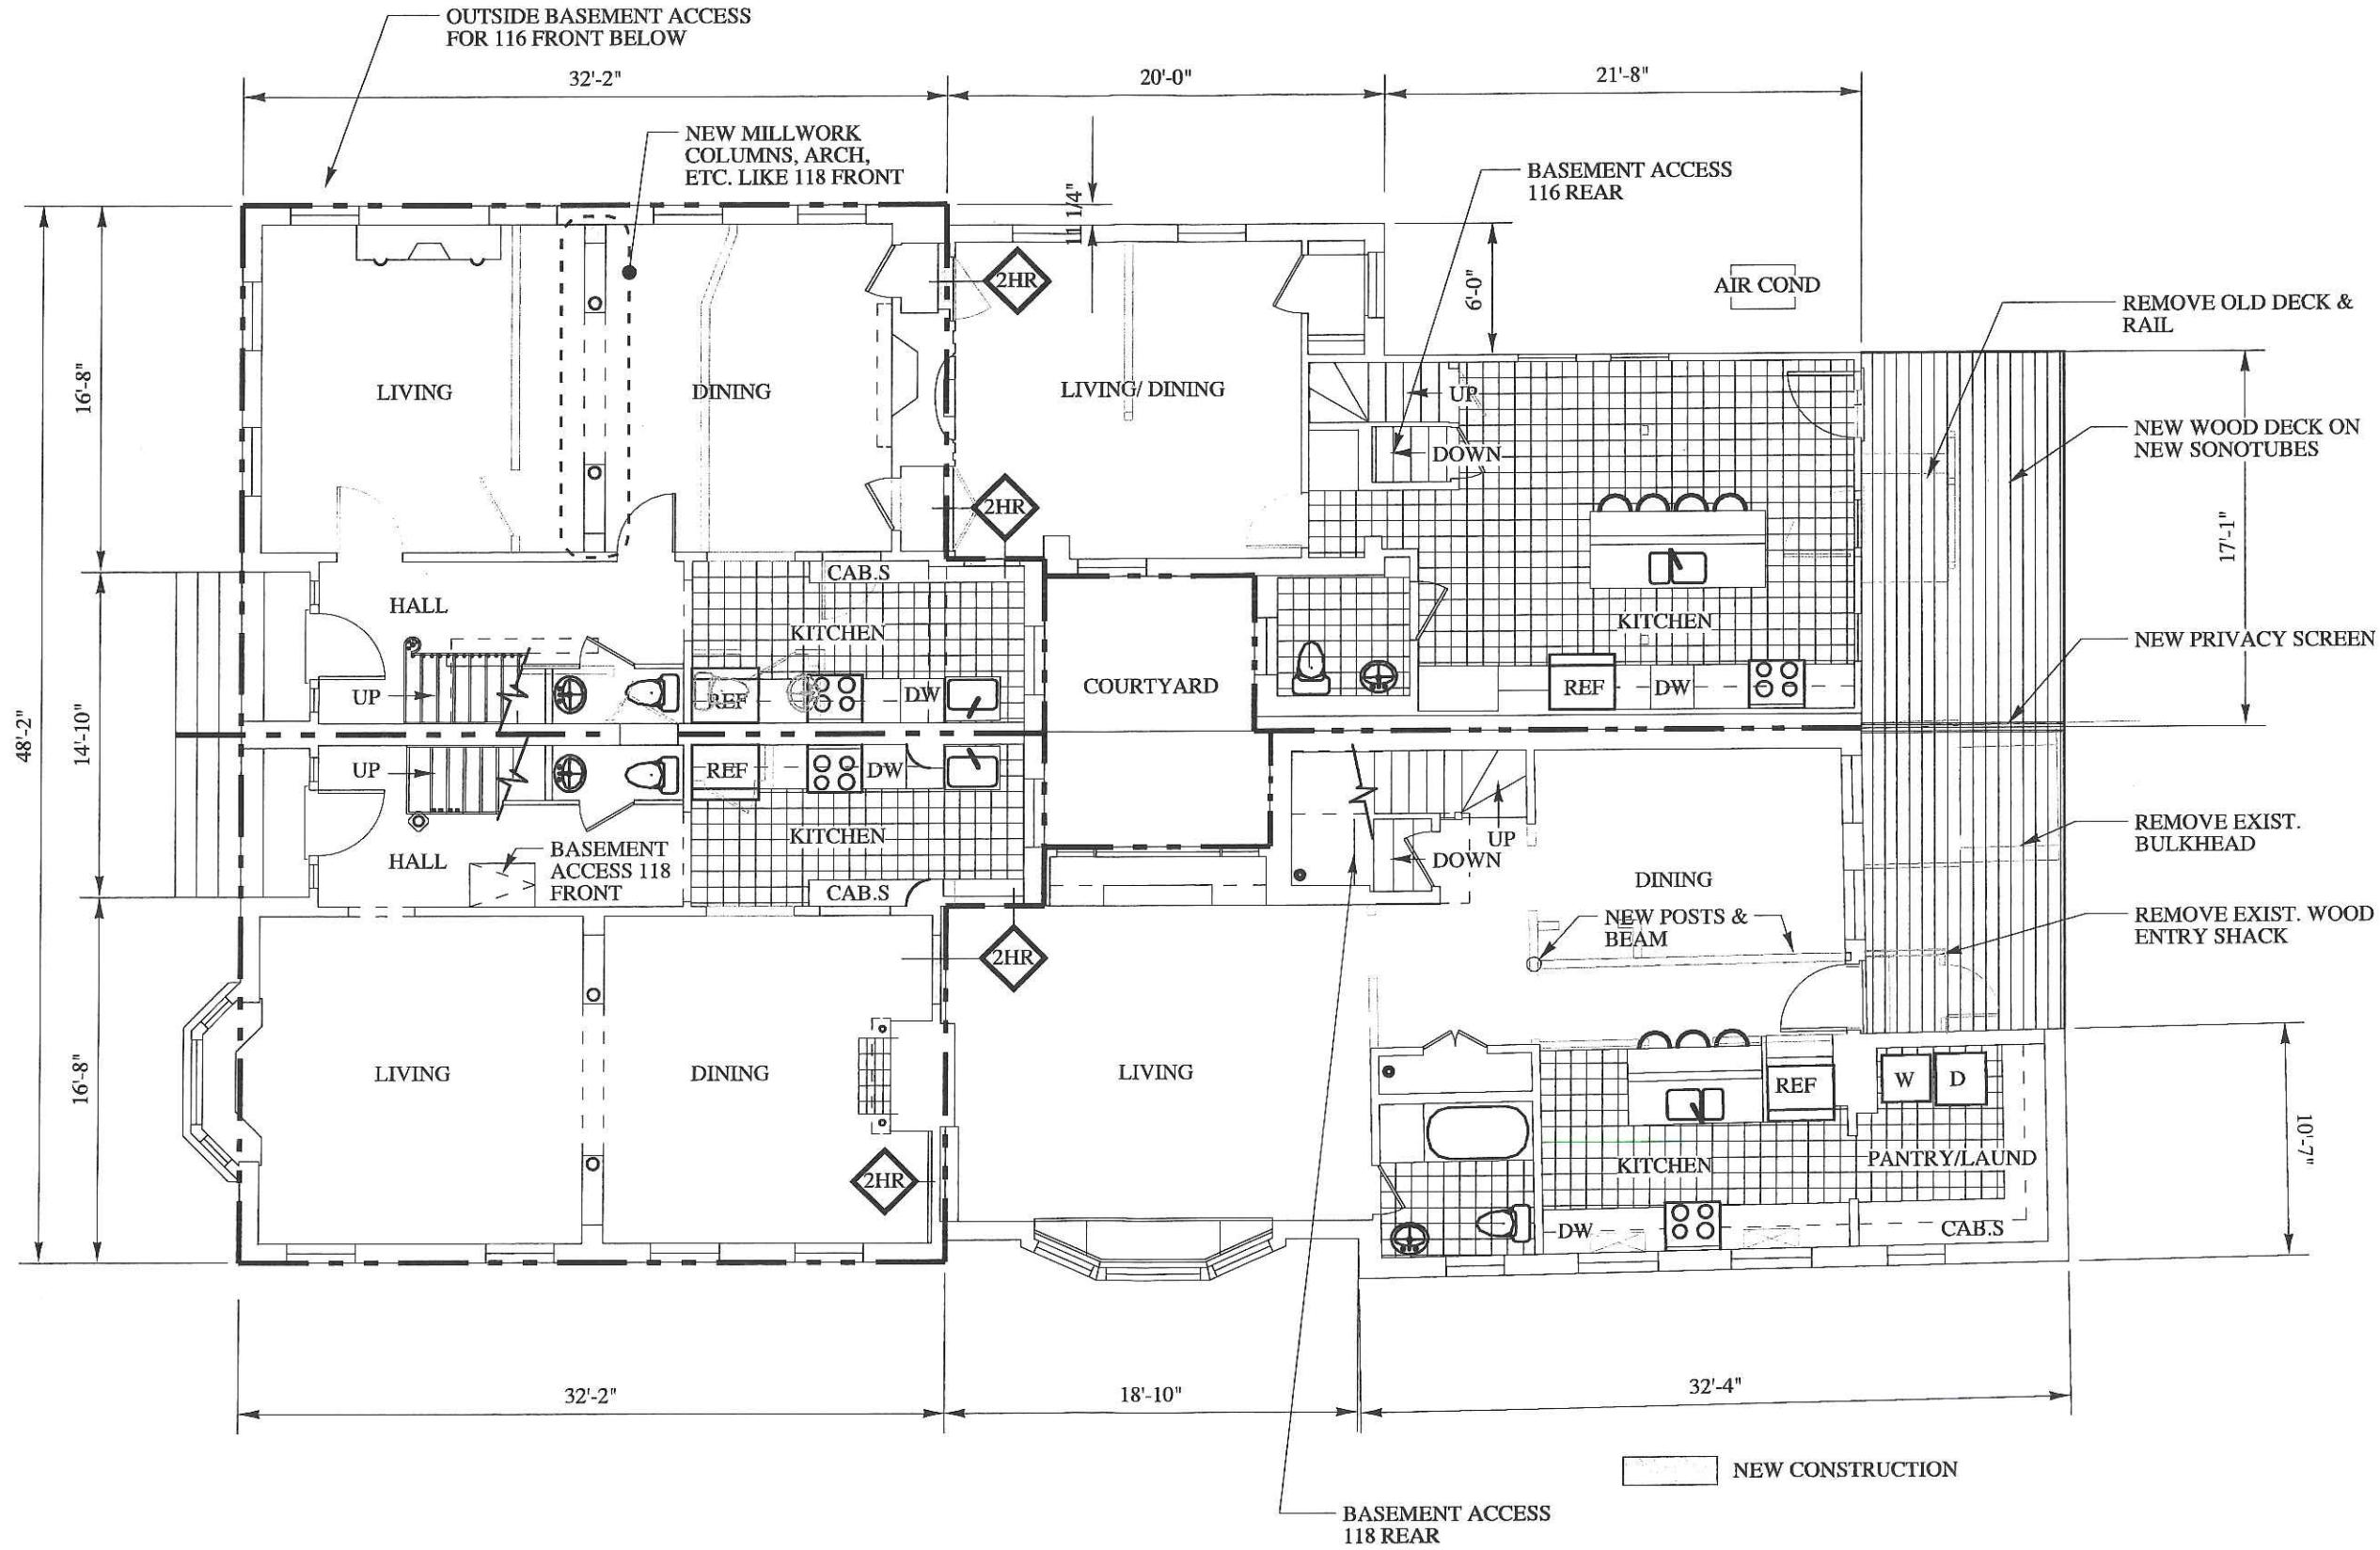 OUTSIDE BASEMENT ACCESS
FOR 116 FRONT BELOW
32'-2"
20'-0"
21'-8"
NEW MILLWORK
COLUMNS, ARCH,
ETC. LIKE 118 FRONT
11 1/4"
BASEMENT ACCESS
116 REAR
6'-0"
AIR COND
2HR
REMOVE OLD DECK &
RAIL
16'-8"
LIVING
DINING
LIVING/ DINING
UP
DOWN
NEW WOOD DECK ON
NEW SONOTUBES
2HR
17'-1"
CAB.S
HALL
KITCHEN
KITCHEN
NEW PRIVACY SCREEN
UP
REF
DW
COURTYARD
REF
DW
48'-2"
14'-10"
UP
REF
DW
KITCHEN
HALL
BASEMENT
ACCESS 118
FRONT
CAB.S
UP
DOWN
DINING
REMOVE EXIST.
BULKHEAD
NEW POSTS &
BEAM
REMOVE EXIST. WOOD
ENTRY SHACK
2HR
16'-8"
LIVING
DINING
LIVING
REF
W
D
10'-7"
KITCHEN
PANTRY/LAUND
2HR
DW
CAB.S
32'-2"
18'-10"
32'-4"
NEW CONSTRUCTION
BASEMENT ACCESS
118 REAR